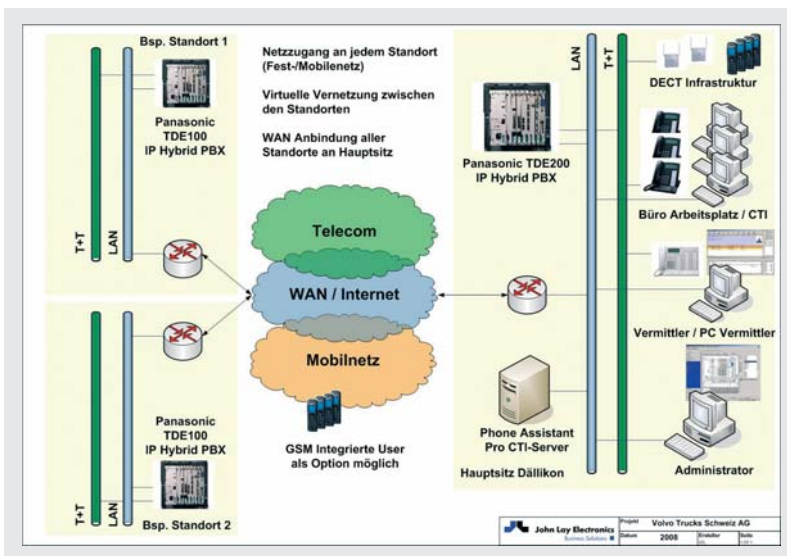 Bsp. Standort 1
Panasonic
TDE100
IP Hybrid PBX
T+T
LAN
Netzzugang an jedem Standort
(Fest-/Mobilenetz)
Virtuelle Vernetzung zwischen
den Standorten
WAN Anbindung aller
Standorte an Hauptsitz
Telecom
WAN / Internet
Mobilnetz
GSM Integrierte User
als Option möglich
Panasonic
TDE100
IP Hybrid PBX
T+T
LAN
Bsp. Standort 2
LAN
T+T
Panasonic TDE200
IP Hybrid PBX
DECT Infrastruktur
Büro Arbeitsplatz / CTI
Vermittler / PC Vermittler
Phone Assistant
Pro CTI-Server
Hauptsitz Dällikon
Administrator
John Lay Electronics
Business Solutions
Projekt Volvo Trucks Schweiz AG
Datum 2008 Ersteller Seite